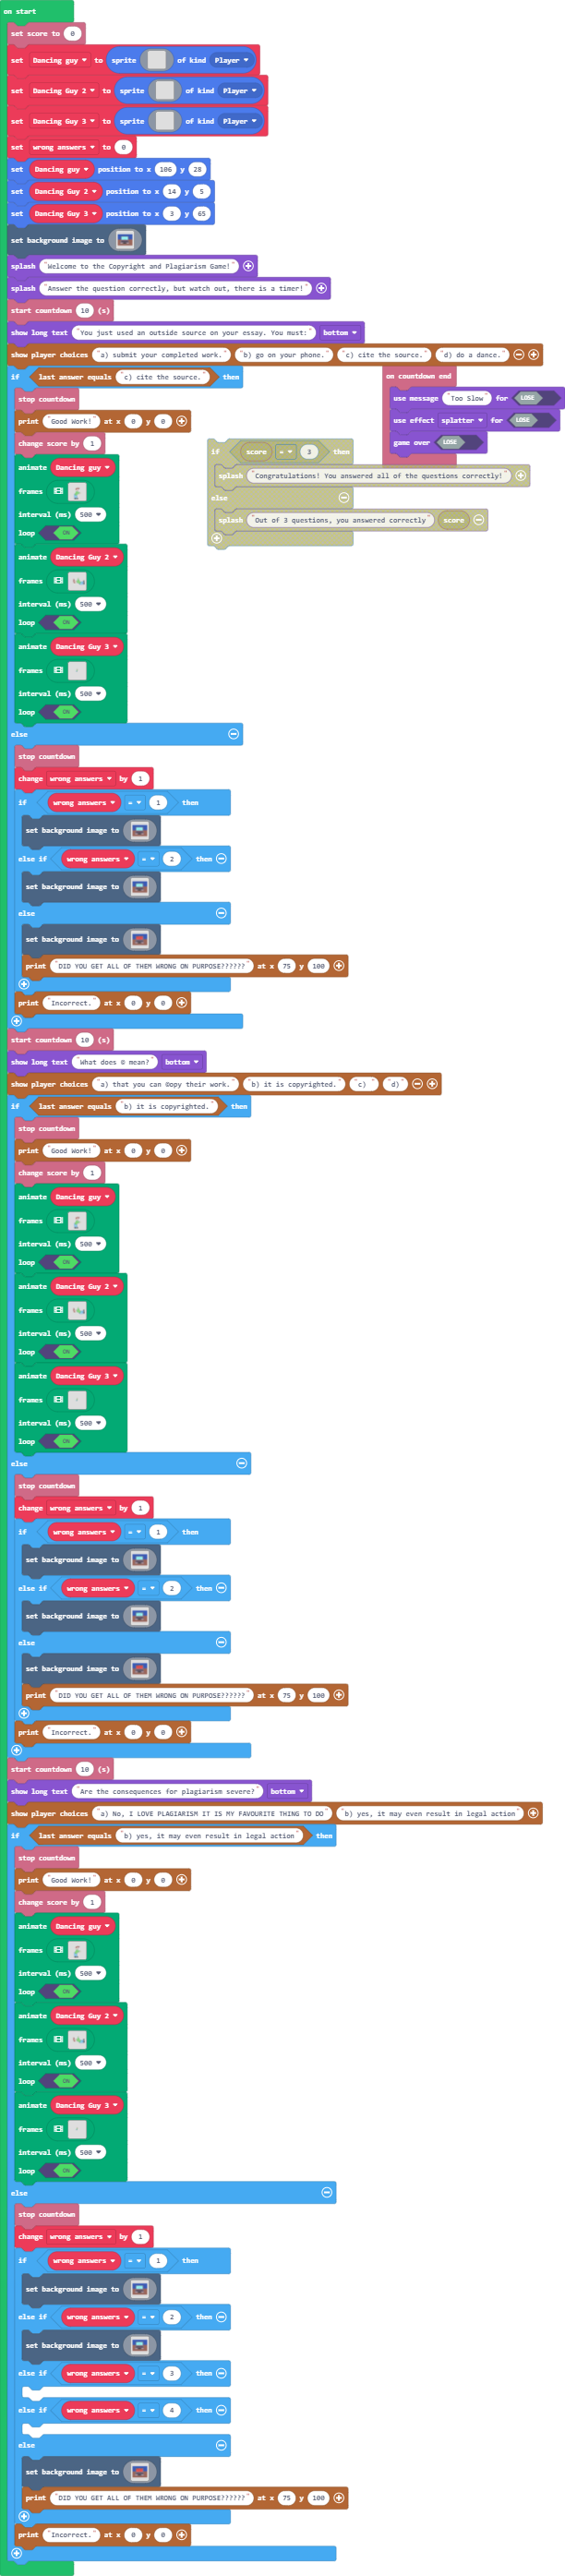 on start
set score to 0
set Dancing guy to sprite of kind Player
set Dancing Guy 2 to sprite of kind Player
set Dancing Guy 3 to sprite of kind Player
set wrong answers to 0
set Dancing guy position to x 106 y 28
set Dancing Guy 2 position to x 14 y 5
set Dancing Guy 3 position to x 3 y 65
set background image to
splash "Welcome to the Copyright and Plagiarism Game!"
splash "Answer the question correctly, but watch out, there is a timer!"
start countdown 10 (s)
show long text "You just used an outside source on your essay. You must:" bottom
show player choices "a) submit your completed work." "b) go on your phone." "c) cite the source." "d) do a dance."
if last answer equals "c) cite the source." then
stop countdown
print "Good Work!" at x 0 y 0
change score by 1
animate Dancing guy
frames
interval (ms) 500
loop ON
animate Dancing Guy 2
frames
interval (ms) 500
loop ON
animate Dancing Guy 3
frames
interval (ms) 500
loop ON
else
stop countdown
change wrong answers by 1
if wrong answers = 1 then
set background image to
else if wrong answers = 2 then
set background image to
else
set background image to
print "DID YOU GET ALL OF THEM WRONG ON PURPOSE??????" at x 75 y 100
print "Incorrect." at x 0 y 0
start countdown 10 (s)
show long text "What does © mean?" bottom
show player choices "a) that you can ©opy their work." "b) it is copyrighted." "c)" "d)"
if last answer equals "b) it is copyrighted." then
stop countdown
print "Good Work!" at x 0 y 0
change score by 1
animate Dancing guy
frames
interval (ms) 500
loop ON
animate Dancing Guy 2
frames
interval (ms) 500
loop ON
animate Dancing Guy 3
frames
interval (ms) 500
loop ON
else
stop countdown
change wrong answers by 1
if wrong answers = 1 then
set background image to
else if wrong answers = 2 then
set background image to
else
set background image to
print "DID YOU GET ALL OF THEM WRONG ON PURPOSE??????" at x 75 y 100
print "Incorrect." at x 0 y 0
start countdown 10 (s)
show long text "Are the consequences for plagiarism severe?" bottom
show player choices "a) No, I LOVE PLAGIARISM IT IS MY FAVOURITE THING TO DO" "b) yes, it may even result in legal action"
if last answer equals "b) yes, it may even result in legal action" then
stop countdown
print "Good Work!" at x 0 y 0
change score by 1
animate Dancing guy
frames
interval (ms) 500
loop ON
animate Dancing Guy 2
frames
interval (ms) 500
loop ON
animate Dancing Guy 3
frames
interval (ms) 500
loop ON
else
stop countdown
change wrong answers by 1
if wrong answers = 1 then
set background image to
else if wrong answers = 2 then
set background image to
else if wrong answers = 3 then
else if wrong answers = 4 then
else
set background image to
print "DID YOU GET ALL OF THEM WRONG ON PURPOSE??????" at x 75 y 100
print "Incorrect." at x 0 y 0
on countdown end
use message "Too Slow" for LOSE
use effect splatter for LOSE
game over LOSE
if score = 3 then
splash "Congratulations! You answered all of the questions correctly!"
else
splash "Out of 3 questions, you answered correctly" score